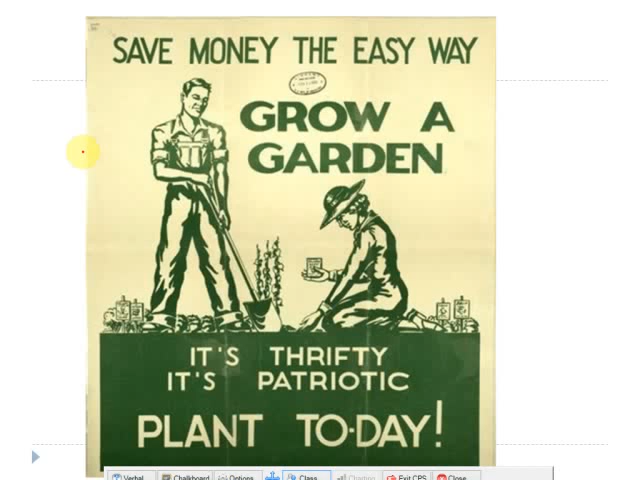 SAVE MONEY THE EASY WAY
GROW A
GARDEN
IT'S THRIFTY
IT'S PATRIOTIC
PLANT TO-DAY!
Verbal Chalkboard Options Class Charting Exit CPS Close